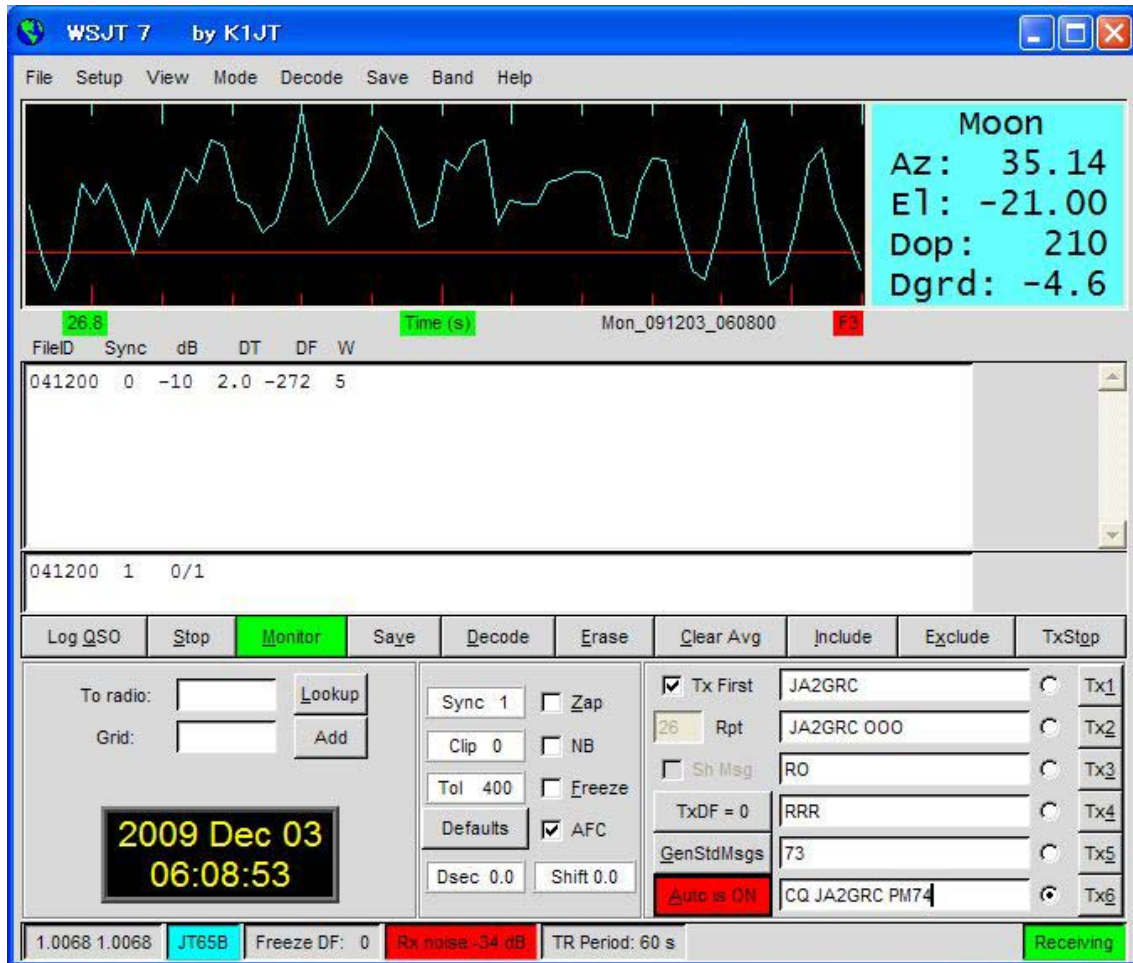 WSJT 7 by K1JT
File Setup View Mode Decode Save Band Help
Moon
Az: 35.14
El: -21.00
Dop: 210
Dgrd: -4.6
26.8 Time (s) Mon_091203_060800 F3
FileID Sync dB DT DF W
041200 0 -10 2.0 -272 5
041200 1 0/1
Log QSO Stop Monitor Save Decode Erase Clear Avg Include Exclude TxStop
To radio: Lookup
Grid: Add
2009 Dec 03
06:08:53
Sync 1 Zap
Clip 0 NB
Tol 400 Freeze
Defaults AFC
Dsec 0.0 Shift 0.0
Tx First JA2GRC Tx1
26 Rpt JA2GRC OOO Tx2
Sh Msg RO Tx3
TxDF = 0 RRR Tx4
GenStdMsgs 73 Tx5
Auto is ON CQ JA2GRC PM74 Tx6
1.0068 1.0068 JT65B Freeze DF: 0 Rx noise -34 dB TR Period: 60 s Receiving